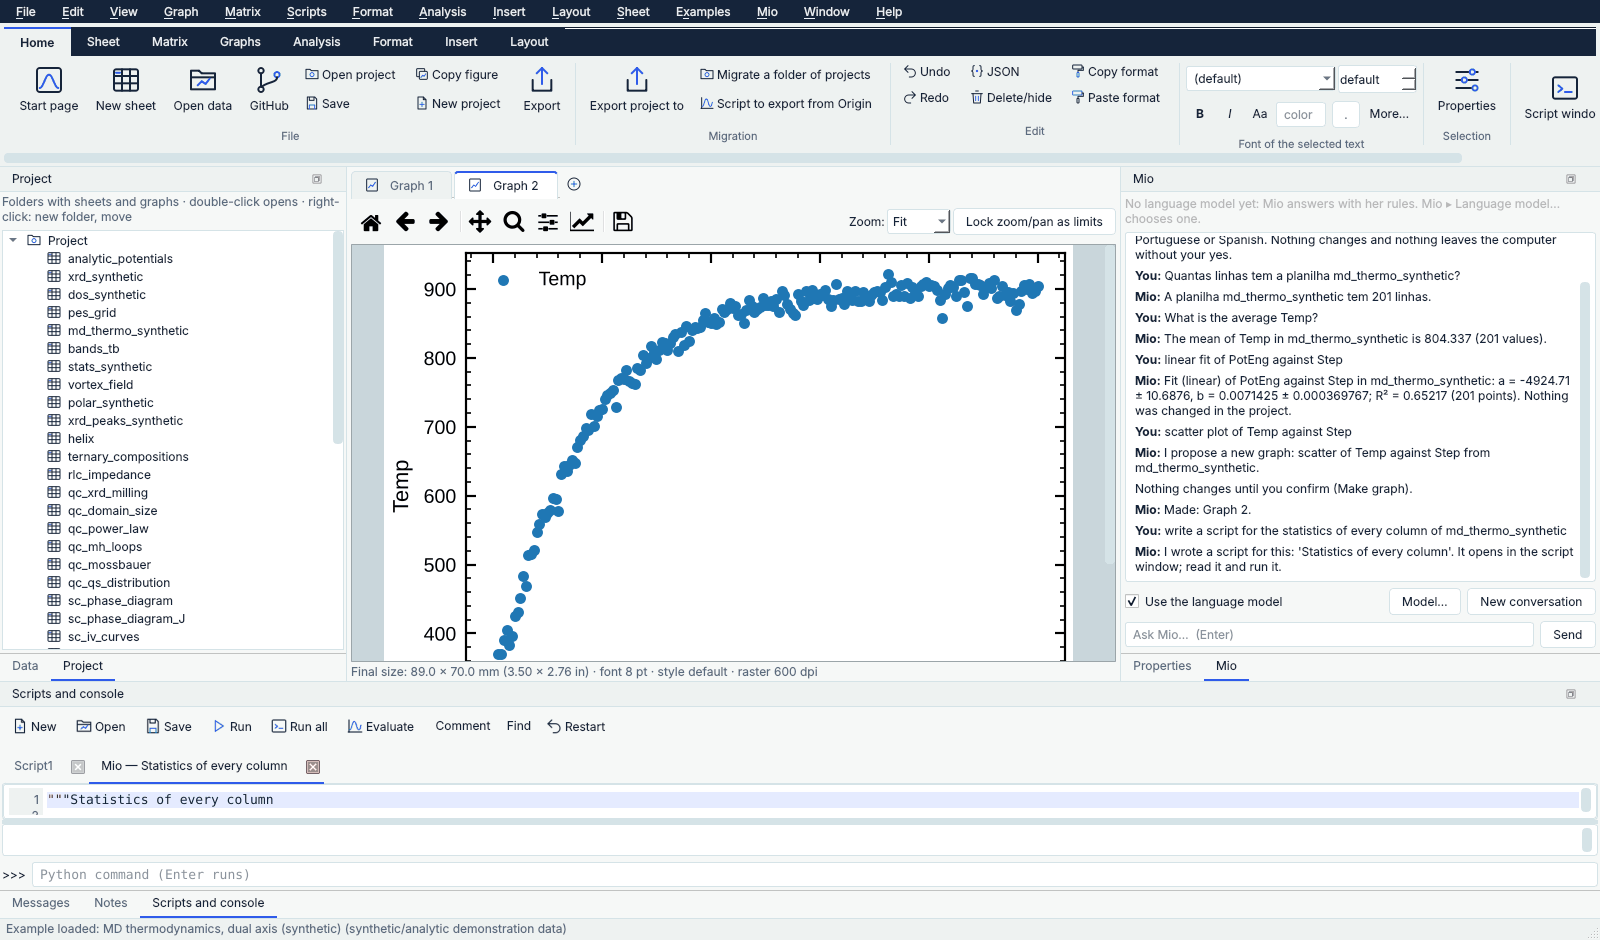 File Edit View Graph Matrix Scripts Format Analysis Insert Layout Sheet Examples Mio Window Help
Home Sheet Matrix Graphs Analysis Format Insert Layout
Start page New sheet Open data GitHub Open project Save Copy figure New project Export
File
Export project to Migrate a folder of projects Script to export from Origin
Migration
Undo Redo {·} JSON Delete/hide Copy format Paste format
Edit
(default) default
B I Aa color . More...
Font of the selected text
Properties
Selection
Script windo
Project
Folders with sheets and graphs · double-click opens · right-
click: new folder, move
Project
analytic_potentials
xrd_synthetic
dos_synthetic
pes_grid
md_thermo_synthetic
bands_tb
stats_synthetic
vortex_field
polar_synthetic
xrd_peaks_synthetic
helix
ternary_compositions
rlc_impedance
qc_xrd_milling
qc_domain_size
qc_power_law
qc_mh_loops
qc_mossbauer
qc_qs_distribution
sc_phase_diagram
sc_phase_diagram_J
sc_iv_curves
Data Project
Graph 1 Graph 2
Zoom: Fit Lock zoom/pan as limits
Temp
900
800
700
600
500
400
Temp
Final size: 89.0 × 70.0 mm (3.50 × 2.76 in) · font 8 pt · style default · raster 600 dpi
Mio
No language model yet: Mio answers with her rules. Mio ▸ Language model...
chooses one.
Portuguese or Spanish. Nothing changes and nothing leaves the computer
without your yes.
You: Quantas linhas tem a planilha md_thermo_synthetic?
Mio: A planilha md_thermo_synthetic tem 201 linhas.
You: What is the average Temp?
Mio: The mean of Temp in md_thermo_synthetic is 804.337 (201 values).
You: linear fit of PotEng against Step
Mio: Fit (linear) of PotEng against Step in md_thermo_synthetic: a = -4924.71
± 10.6876, b = 0.0071425 ± 0.000369767; R² = 0.65217 (201 points). Nothing
was changed in the project.
You: scatter plot of Temp against Step
Mio: I propose a new graph: scatter of Temp against Step from
md_thermo_synthetic.
Nothing changes until you confirm (Make graph).
Mio: Made: Graph 2.
You: write a script for the statistics of every column of md_thermo_synthetic
Mio: I wrote a script for this: 'Statistics of every column'. It opens in the script
window; read it and run it.
Use the language model Model... New conversation
Ask Mio... (Enter) Send
Properties Mio
Scripts and console
New Open Save Run Run all Evaluate Comment Find Restart
Script1 Mio — Statistics of every column
1 """Statistics of every column
>>> Python command (Enter runs)
Messages Notes Scripts and console
Example loaded: MD thermodynamics, dual axis (synthetic) (synthetic/analytic demonstration data)